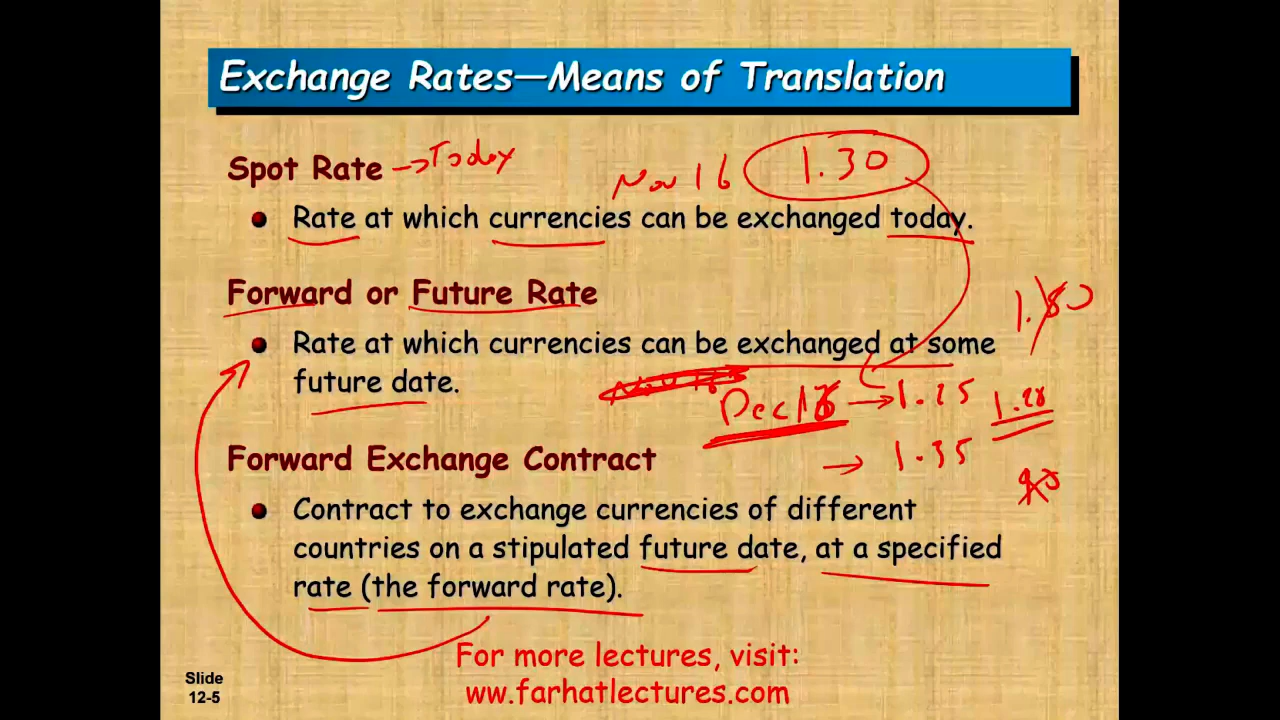 Exchange Rates—Means of Translation
Spot Rate → Today
Nov 16 1.30
Rate at which currencies can be exchanged today.
Forward or Future Rate
Rate at which currencies can be exchanged at some
future date.
→ 1.25
1.28
→ 1.35
Forward Exchange Contract
Contract to exchange currencies of different
countries on a stipulated future date, at a specified
rate (the forward rate).
For more lectures, visit:
ww.farhatlectures.com
Slide
12-5